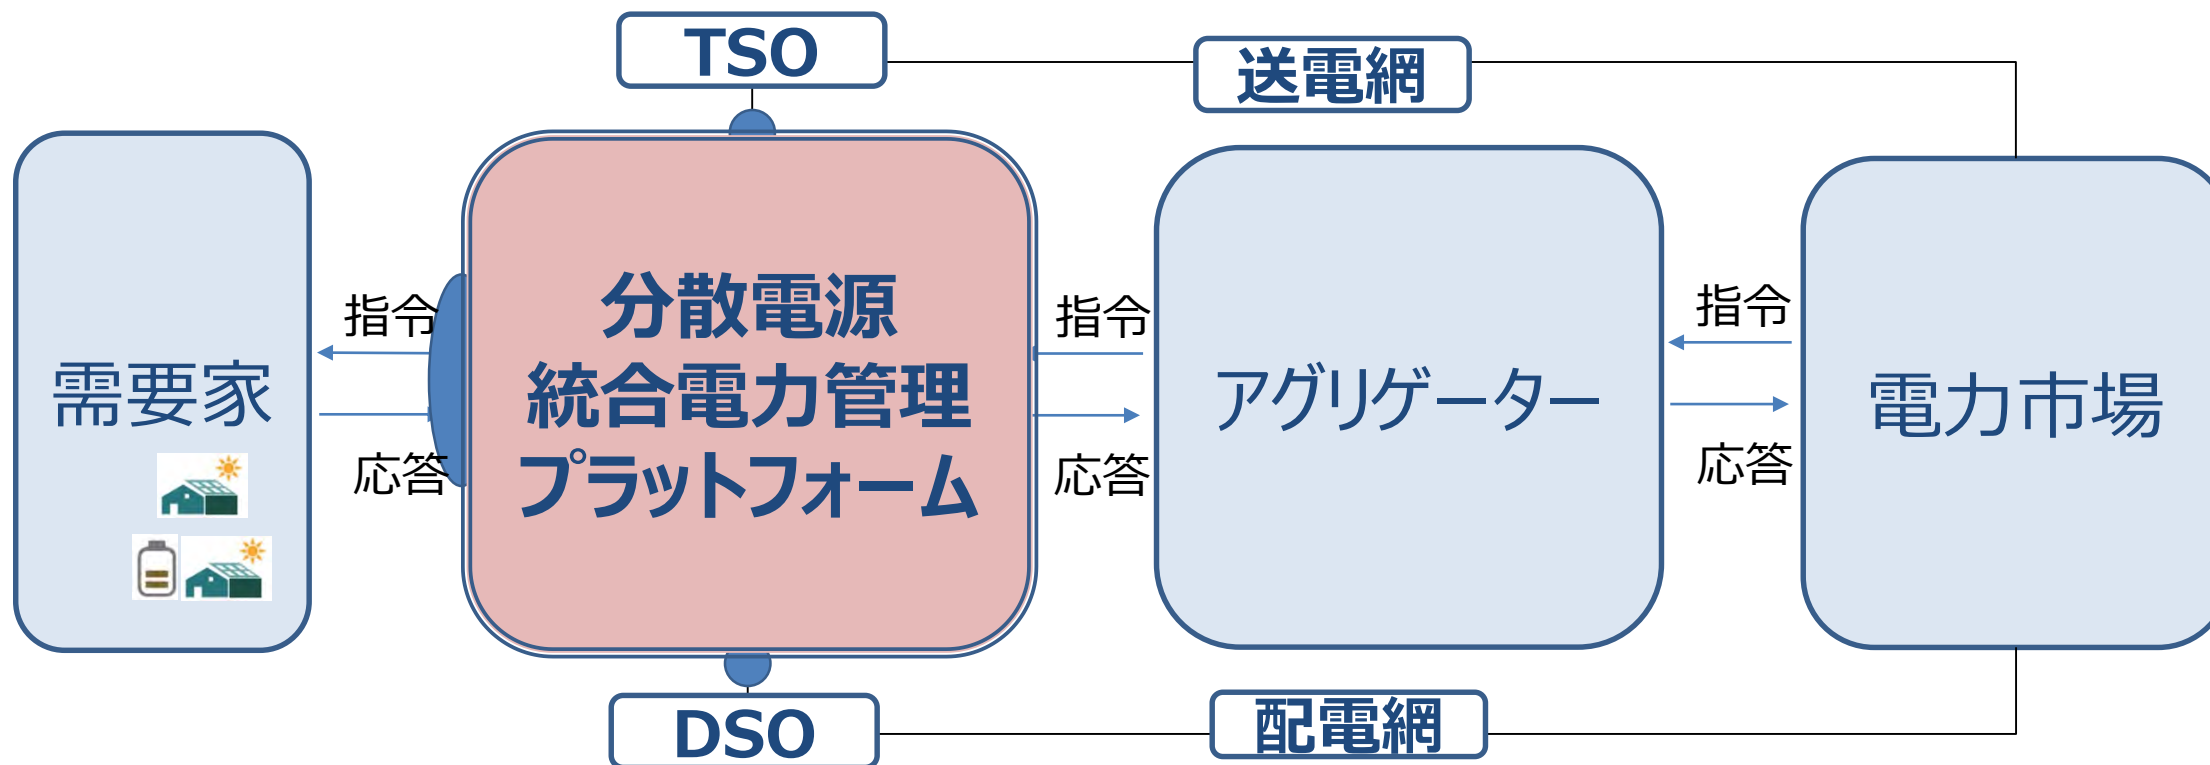 TSO
送電網
需要家
指令
応答
分散電源
統合電力管理
プラットフォーム
指令
応答
アグリゲーター
指令
応答
電力市場
DSO
配電網